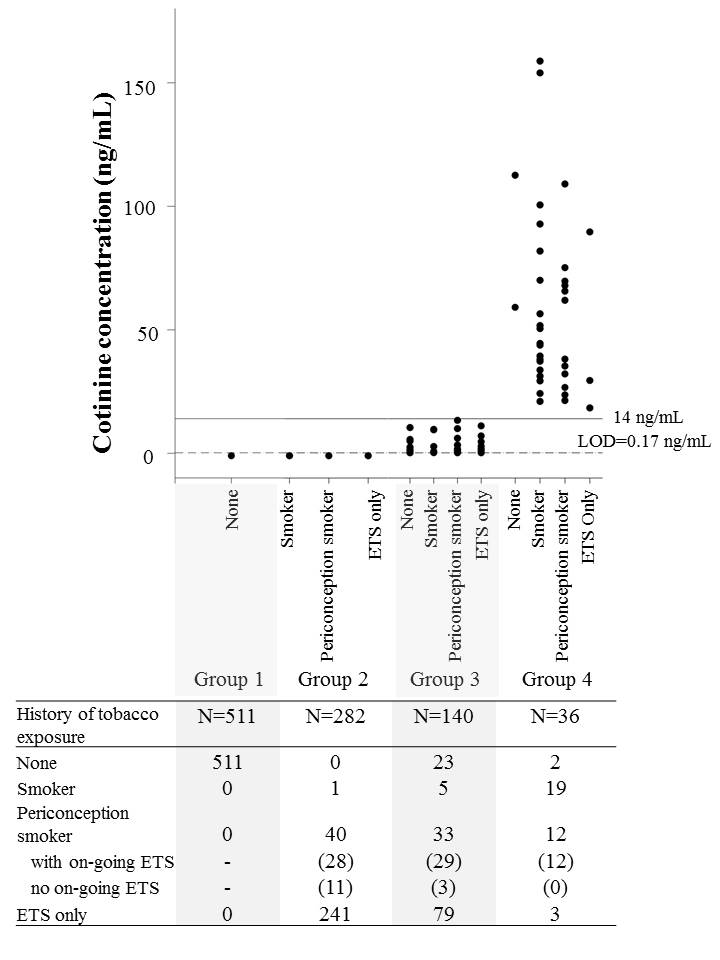 Cotinine concentration (ng/mL)
150
100
50
0
14 ng/mL
LOD=0.17 ng/mL
None
Smoker
Periconception smoker
ETS only
None
Smoker
Periconception smoker
ETS only
None
Smoker
Periconception smoker
ETS Only
Group 1 Group 2 Group 3 Group 4
History of tobacco
exposure N=511 N=282 N=140 N=36
None 511 0 23 2
Smoker 0 1 5 19
Periconception
smoker 0 40 33 12
with on-going ETS - (28) (29) (12)
no on-going ETS - (11) (3) (0)
ETS only 0 241 79 3